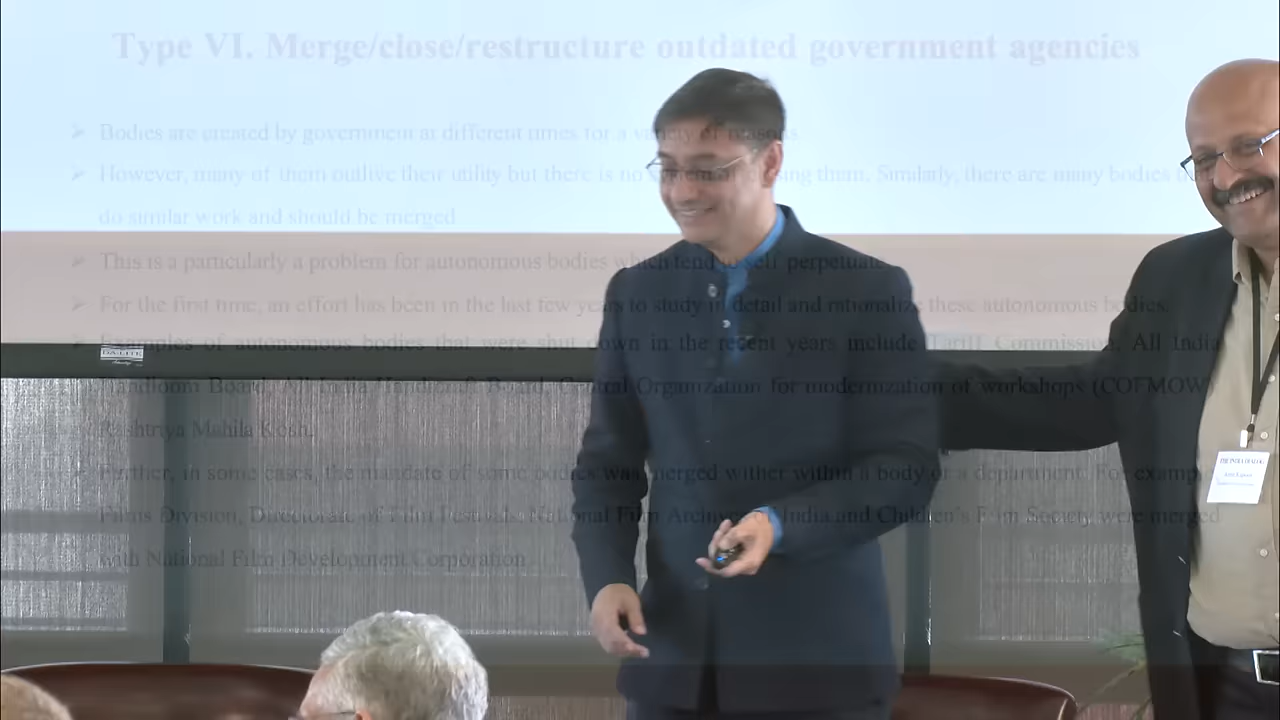 Type VI. Merge/close/restructure outdated government agencies
➢ Bodies are created by government at different times for a variety of reasons
➢ However, many of them outlive their utility but there is no closing them. Similarly, there are many bodies
do similar work and should be merged
➢ This is a particularly a problem for autonomous bodies which tend to self perpetuate
➢ For the first time, an effort has been in the last few years to study in detail and rationalize these autonomous bodies.
➢ Examples of autonomous bodies that were shut down in the recent years include Tariff Commission, All India
Handloom Board, All India Handicraft Board, Central Organization for modernization of workshops (COFMOW)
Rashtriya Mahila Kosh.
➢ Further, in some cases, the mandate of some bodies was merged wither within a body or a department. For example
Films Division, Directorate of Film Festivals, National Film Archives of India and Children's Film Society were merged
with National Film Development Corporation
DA-LITE
THE INDIA DIALOG